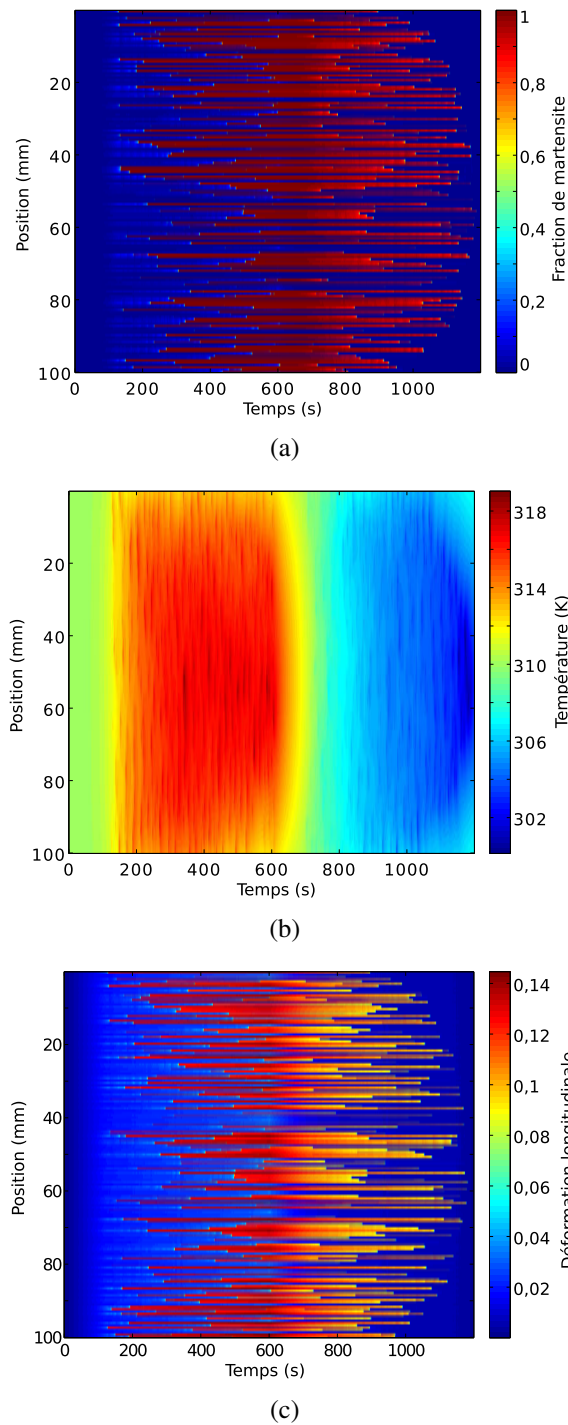 1
20
0,8
40
0,6
60
0,4
80
0,2
100
0
0 200 400 600 800 1000
Position (mm)
Temps (s)
Fraction de martensite
(a)
318
20
314
40
310
60
306
80
302
100
0 200 400 600 800 1000
Position (mm)
Temps (s)
Température (K)
(b)
0.14
20
0,12
0,1
40
0,08
60
0,06
0,04
80
0,02
100
0 200 400 600 800 1000
Position (mm)
Temps (s)
Déformation longitudinale
(c)